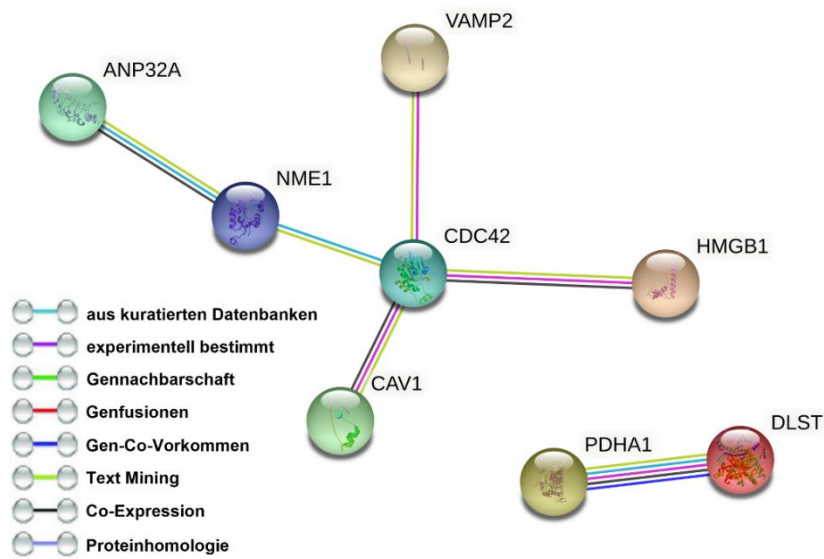 VAMP2
ANP32A
NME1
CDC42
HMGB1
CAV1
PDHA1
DLST
aus kuratierten Datenbanken
experimentell bestimmt
Gennachbarschaft
Genfusionen
Gen-Co-Vorkommen
Text Mining
Co-Expression
Proteinhomologie